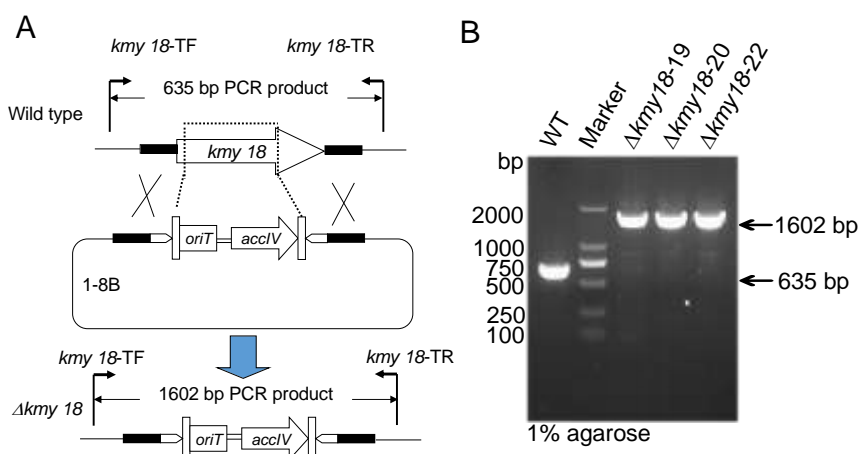 A
kmy 18-TF
kmy 18-TR
635 bp PCR product
Wild type
kmy 18
oriT
accIV
1-8B
kmy 18-TF
kmy 18-TR
1602 bp PCR product
Δkmy 18
oriT
accIV
B
WT
Marker
Δkmy18-19
Δkmy18-20
Δkmy18-22
bp
2000
1000
750
500
250
100
1602 bp
635 bp
1% agarose